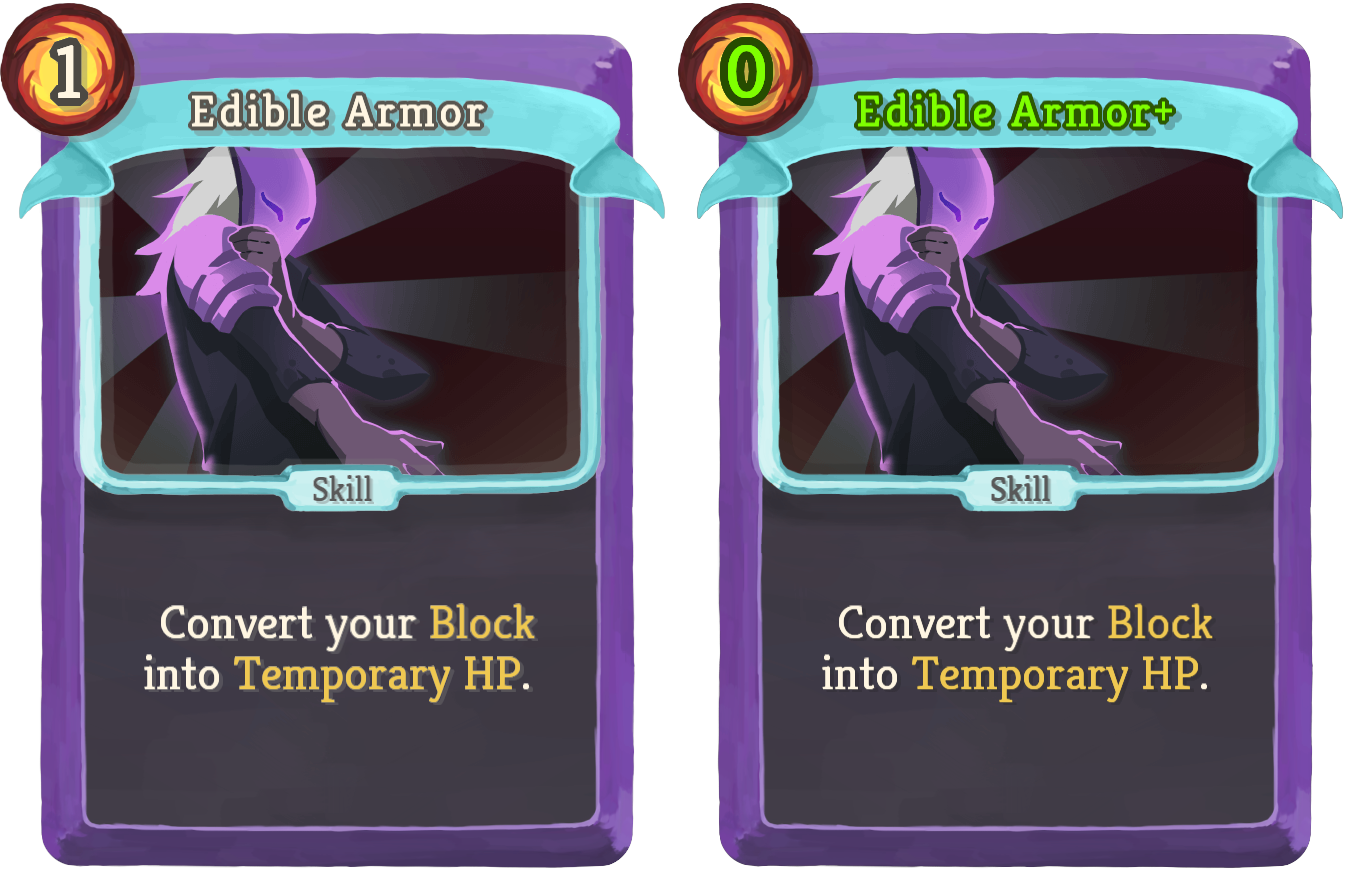 1
Edible Armor
Skill
Convert your Block
into Temporary HP.
0
Edible Armor+
Skill
Convert your Block
into Temporary HP.